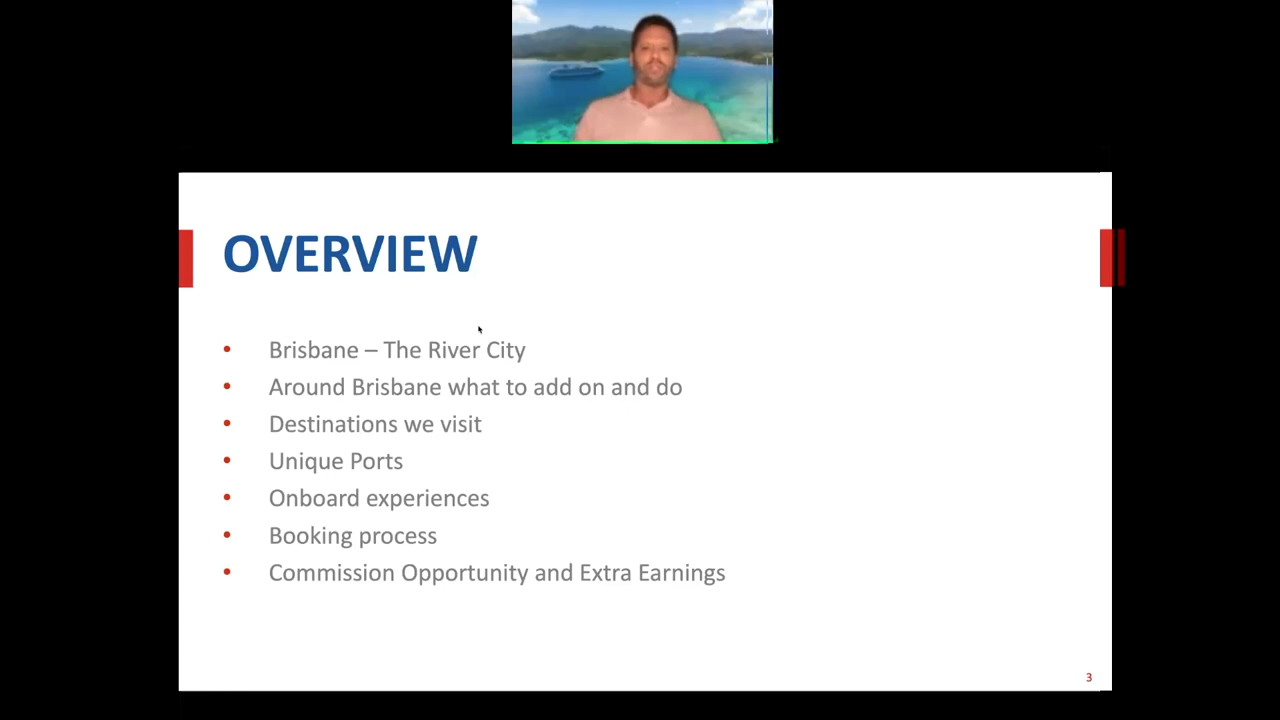 OVERVIEW
• Brisbane – The River City
• Around Brisbane what to add on and do
• Destinations we visit
• Unique Ports
• Onboard experiences
• Booking process
• Commission Opportunity and Extra Earnings
3